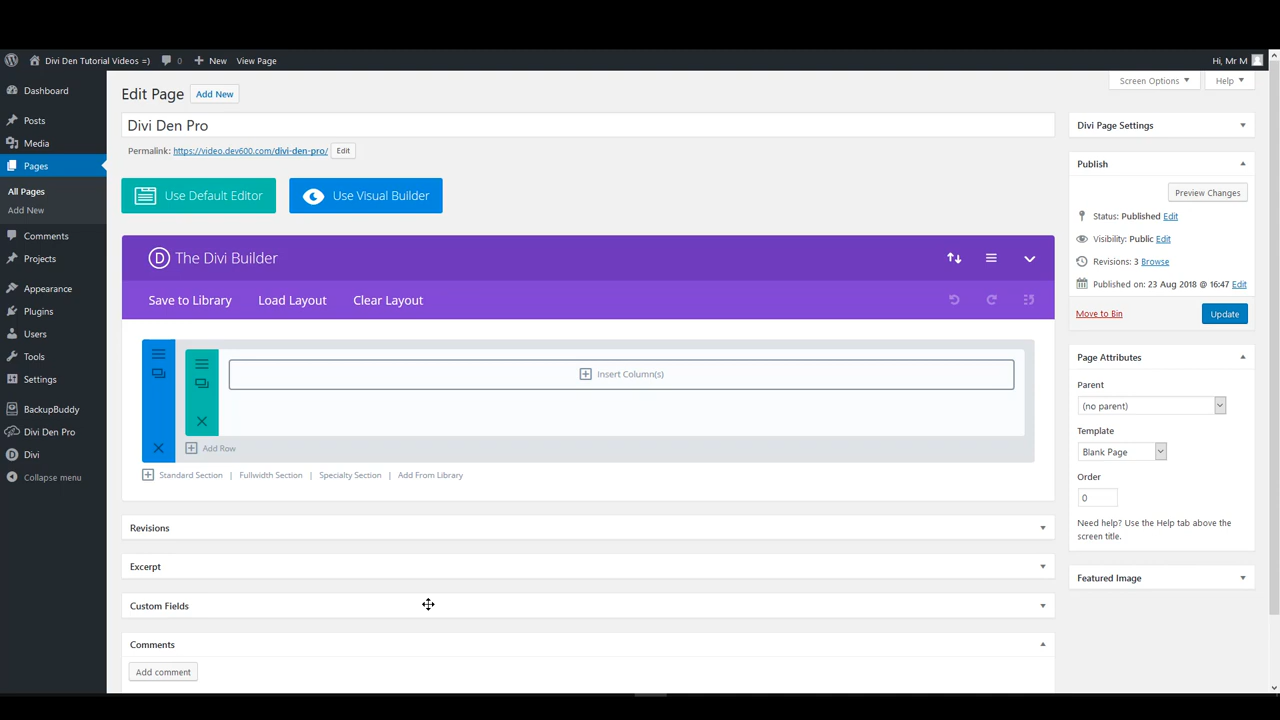 Divi Den Tutorial Videos =) 0 New View Page Hi, Mr M
Screen Options Help
Dashboard
Posts
Media
Pages
All Pages
Add New
Comments
Projects
Appearance
Plugins
Users
Tools
Settings
BackupBuddy
Divi Den Pro
Divi
Collapse menu
Edit Page Add New
Divi Den Pro
Permalink: https://video.dev600.com/divi-den-pro/ Edit
Use Default Editor Use Visual Builder
D The Divi Builder
Save to Library Load Layout Clear Layout
Insert Column(s)
Add Row
Standard Section | Fullwidth Section | Specialty Section | Add From Library
Revisions
Excerpt
Custom Fields
Comments
Add comment
Divi Page Settings
Publish
Preview Changes
Status: Published Edit
Visibility: Public Edit
Revisions: 3 Browse
Published on: 23 Aug 2018 @ 16:47 Edit
Move to Bin Update
Page Attributes
Parent
(no parent)
Template
Blank Page
Order
0
Need help? Use the Help tab above the
screen title.
Featured Image